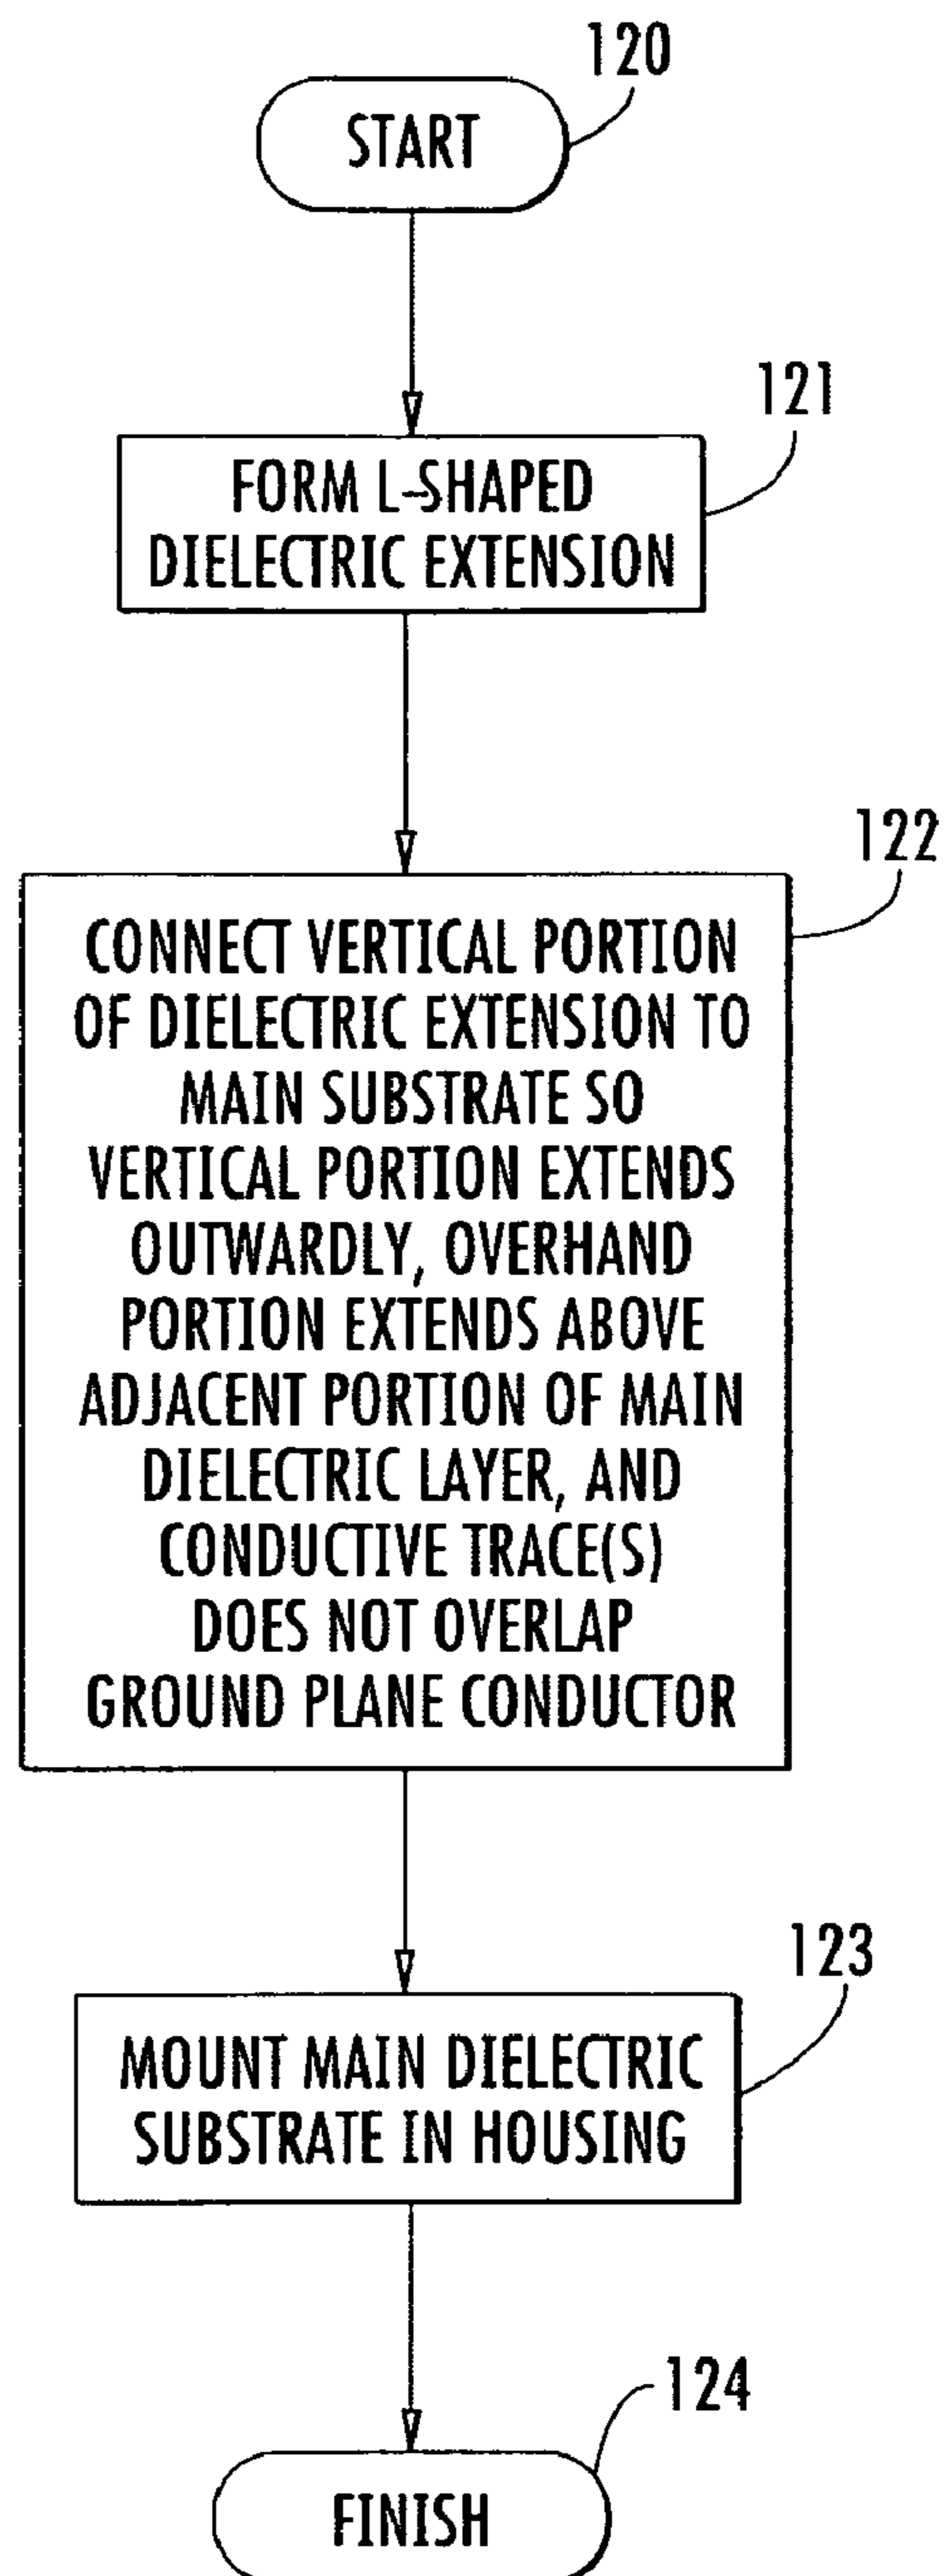 120
START
121
FORM L-SHAPED
DIELECTRIC EXTENSION
122
CONNECT VERTICAL PORTION
OF DIELECTRIC EXTENSION TO
MAIN SUBSTRATE SO
VERTICAL PORTION EXTENDS
OUTWARDLY, OVERHAND
PORTION EXTENDS ABOVE
ADJACENT PORTION OF MAIN
DIELECTRIC LAYER, AND
CONDUCTIVE TRACE(S)
DOES NOT OVERLAP
GROUND PLANE CONDUCTOR
123
MOUNT MAIN DIELECTRIC
SUBSTRATE IN HOUSING
124
FINISH